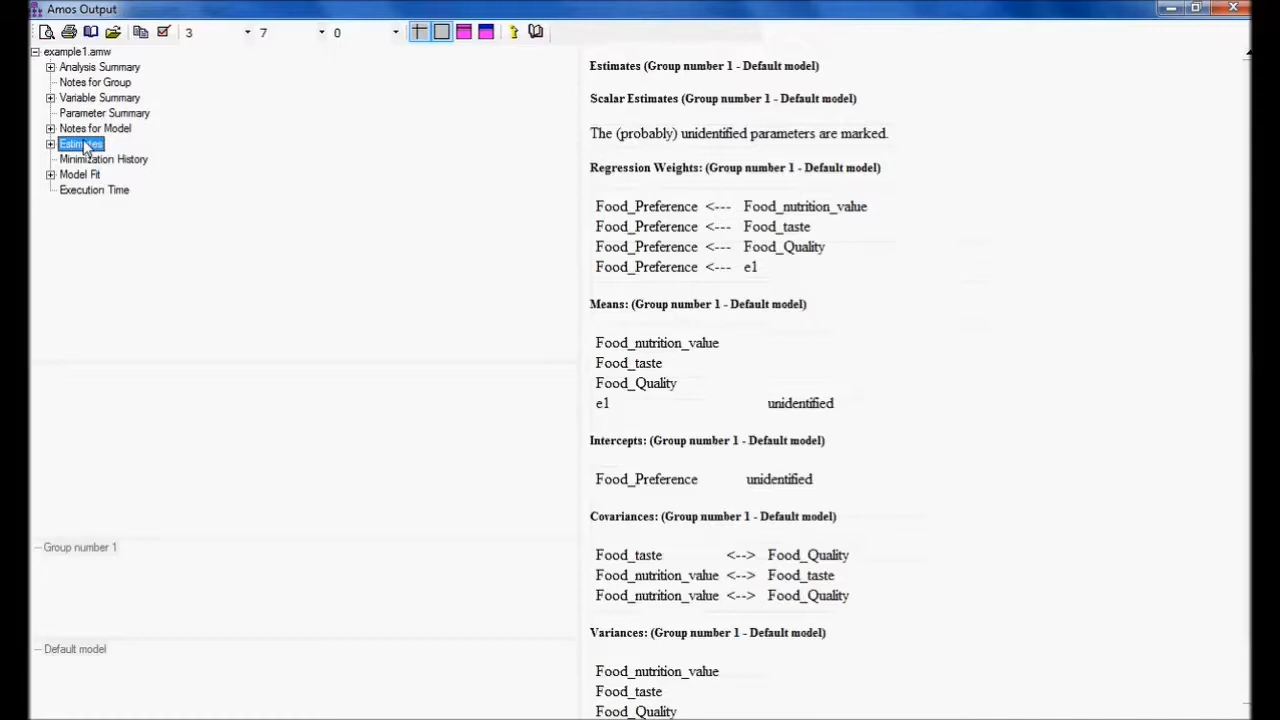 Amos Output
3 7 0
example1.amw
Analysis Summary
Notes for Group
Variable Summary
Parameter Summary
Notes for Model
Estimates
Minimization History
Model Fit
Execution Time
Group number 1
Default model
Estimates (Group number 1 - Default model)
Scalar Estimates (Group number 1 - Default model)
The (probably) unidentified parameters are marked.
Regression Weights: (Group number 1 - Default model)
Food_Preference <--- Food_nutrition_value
Food_Preference <--- Food_taste
Food_Preference <--- Food_Quality
Food_Preference <--- e1
Means: (Group number 1 - Default model)
Food_nutrition_value
Food_taste
Food_Quality
e1 unidentified
Intercepts: (Group number 1 - Default model)
Food_Preference unidentified
Covariances: (Group number 1 - Default model)
Food_taste <--> Food_Quality
Food_nutrition_value <--> Food_taste
Food_nutrition_value <--> Food_Quality
Variances: (Group number 1 - Default model)
Food_nutrition_value
Food_taste
Food_Quality